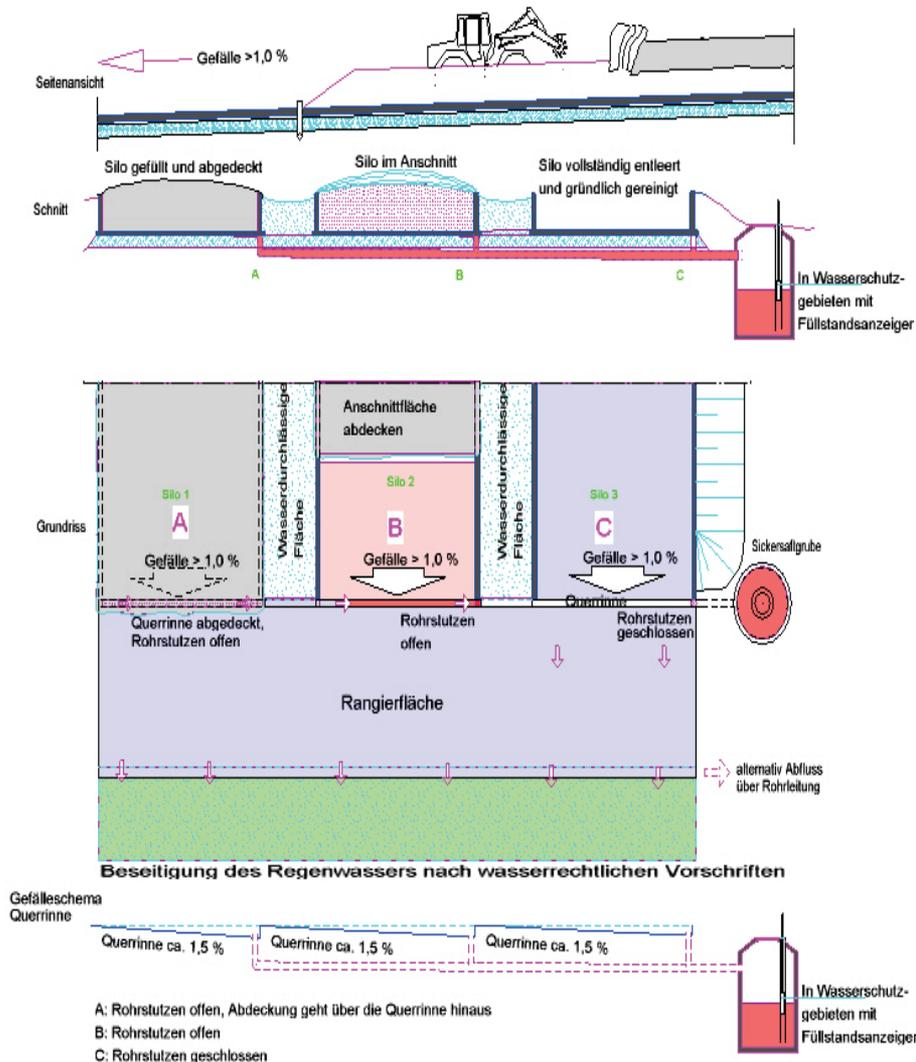 Gefälle >1,0 %
Seitenansicht
Silo gefüllt und abgedeckt
Silo im Anschnitt
Silo vollständig entleert
und gründlich gereinigt
Schnitt
A
B
C
In Wasserschutz-
gebieten mit
Füllstandsanzeiger
Wasserdurchlässige
Fläche
Anschnittfläche
abdecken
Wasserdurchlässige
Fläche
Silo 1
Silo 2
Silo 3
A
B
C
Grundriss
Sickersaftgrube
Gefälle > 1,0 %
Gefälle > 1,0 %
Gefälle > 1,0 %
Querrinne
Querrinne abgedeckt,
Rohrstutzen offen
Rohrstutzen
offen
Rohrstutzen
geschlossen
Rangierfläche
alternativ Abfluss
über Rohrleitung
Beseitigung des Regenwassers nach wasserrechtlichen Vorschriften
Gefälleschema
Querrinne
Querrinne ca. 1,5 %
Querrinne ca. 1,5 %
Querrinne ca. 1,5 %
In Wasserschutz-
gebieten mit
Füllstandsanzeiger
A: Rohrstutzen offen, Abdeckung geht über die Querrinne hinaus
B: Rohrstutzen offen
C: Rohrstutzen geschlossen